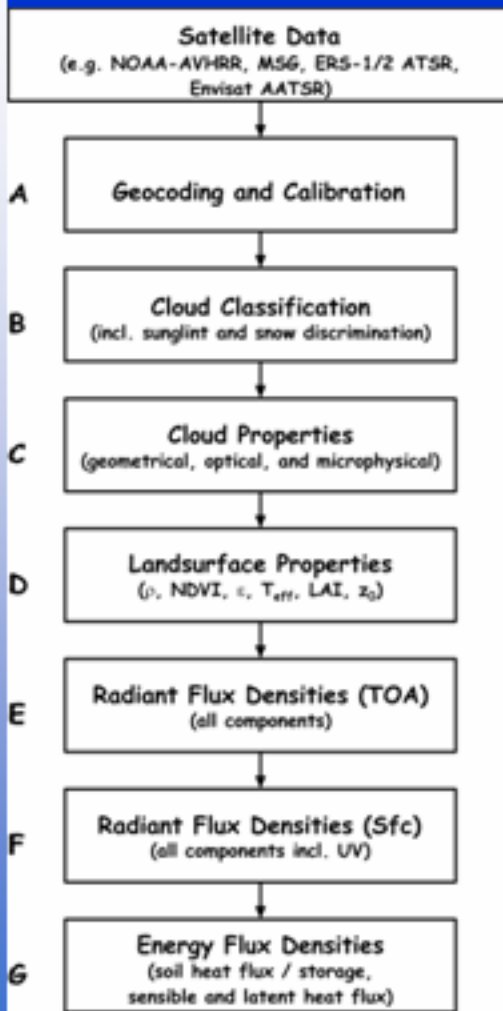 Satellite Data
(e.g. NOAA-AVHRR, MSG, ERS-1/2 ATSR,
Envisat AATSR)
A
Geocoding and Calibration
B
Cloud Classification
(incl. sunglint and snow discrimination)
C
Cloud Properties
(geometrical, optical, and microphysical)
D
Landsurface Properties
(ρ, NDVI, ε, T_eff, LAI, z₀)
E
Radiant Flux Densities (TOA)
(all components)
F
Radiant Flux Densities (Sfc)
(all components incl. UV)
G
Energy Flux Densities
(soil heat flux / storage,
sensible and latent heat flux)